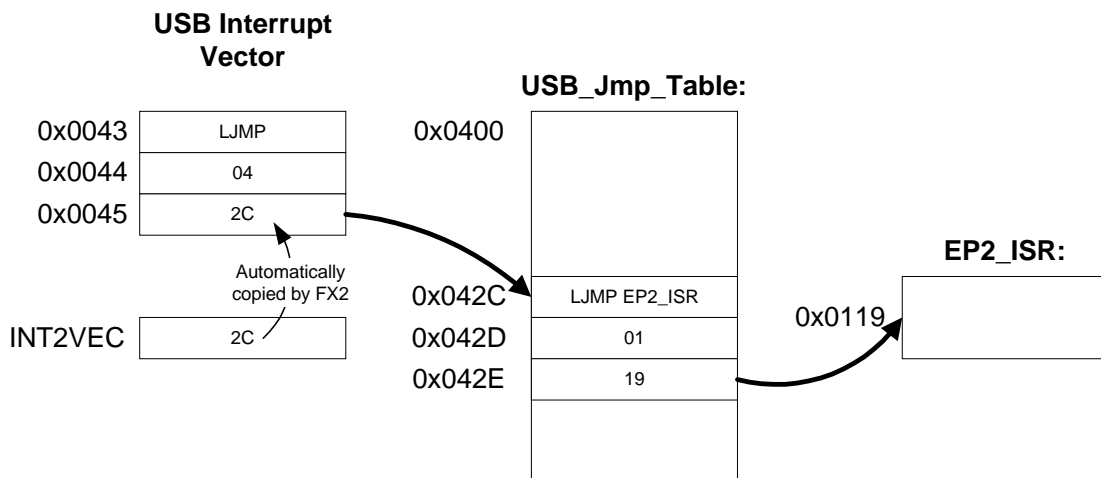 USB Interrupt
Vector
0x0043
LJMP
0x0044
04
0x0045
2C
Automatically
copied by FX2
INT2VEC
2C
USB_Jmp_Table:
0x0400
0x042C
LJMP EP2_ISR
0x042D
01
0x042E
19
EP2_ISR:
0x0119